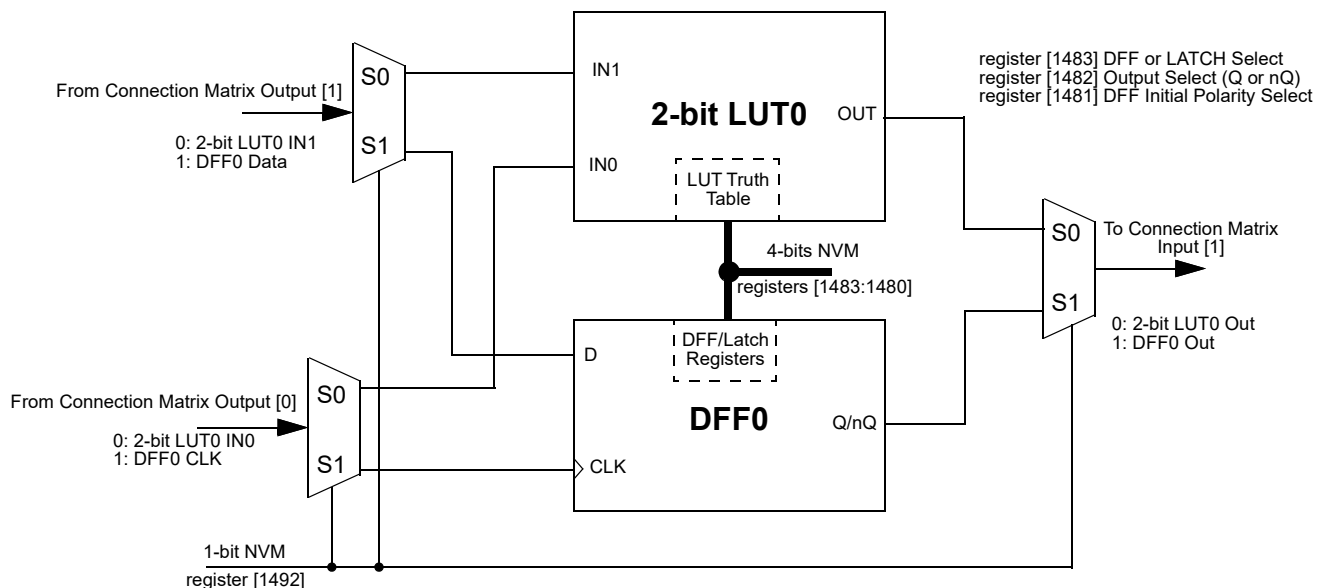 register [1483] DFF or LATCH Select
register [1482] Output Select (Q or nQ)
register [1481] DFF Initial Polarity Select
From Connection Matrix Output [1]
0: 2-bit LUT0 IN1
1: DFF0 Data
S0
S1
IN1
IN0
2-bit LUT0
OUT
LUT Truth
Table
4-bits NVM
registers [1483:1480]
S0
S1
To Connection Matrix
Input [1]
0: 2-bit LUT0 Out
1: DFF0 Out
From Connection Matrix Output [0]
0: 2-bit LUT0 IN0
1: DFF0 CLK
S0
S1
D
CLK
DFF/Latch
Registers
DFF0
Q/nQ
1-bit NVM
register [1492]